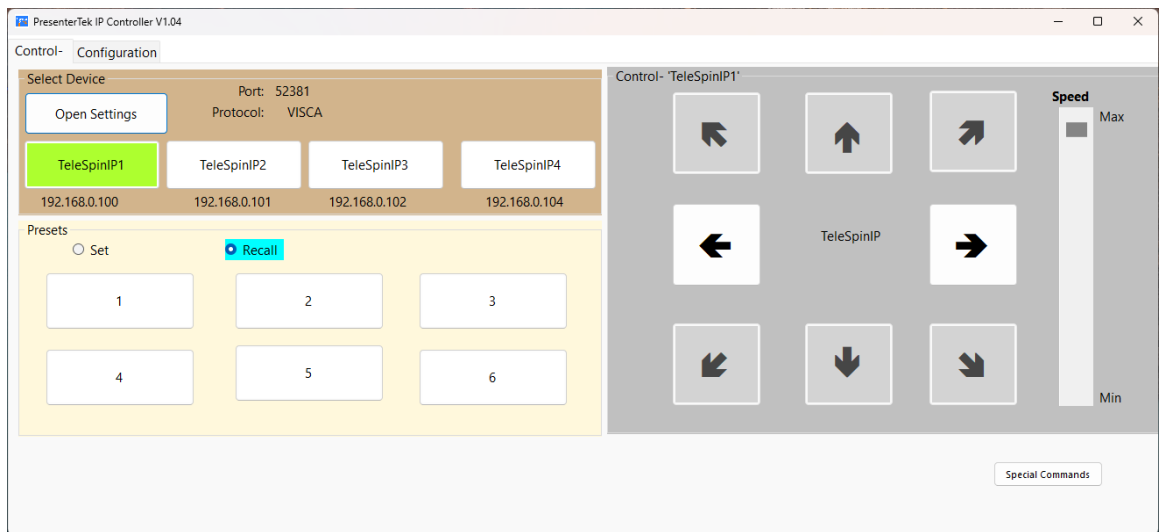 PresenterTek IP Controller V1.04
Control- Configuration
Select Device
Port: 52381
Open Settings
Protocol: VISCA
TeleSpinIP1 TeleSpinIP2 TeleSpinIP3 TeleSpinIP4
192.168.0.100 192.168.0.101 192.168.0.102 192.168.0.104
Presets
Set Recall
1 2 3
4 5 6
Control- 'TeleSpinIP1'
Speed
Max
TeleSpinIP
Min
Special Commands